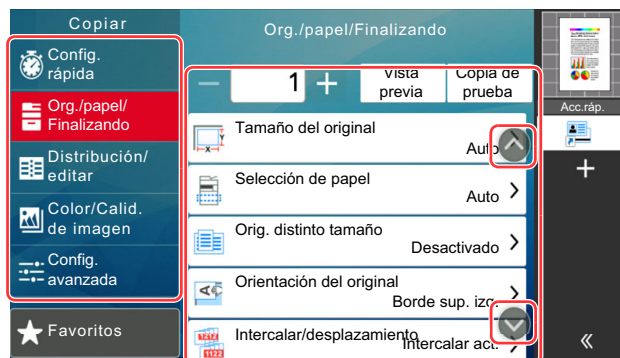 Copiar
Config.
rápida
Org./papel/
Finalizando
Distribución/
editar
Color/Calid.
de imagen
Config.
avanzada
Favoritos
Org./papel/Finalizando
1
Vista
previa
Copia de
prueba
Tamaño del original
Auto
Selección de papel
Auto
Orig. distinto tamaño
Desactivado
Orientación del original
Borde sup. izq.
Intercalar/desplazamiento
Intercalar act.
Acc.ráp.